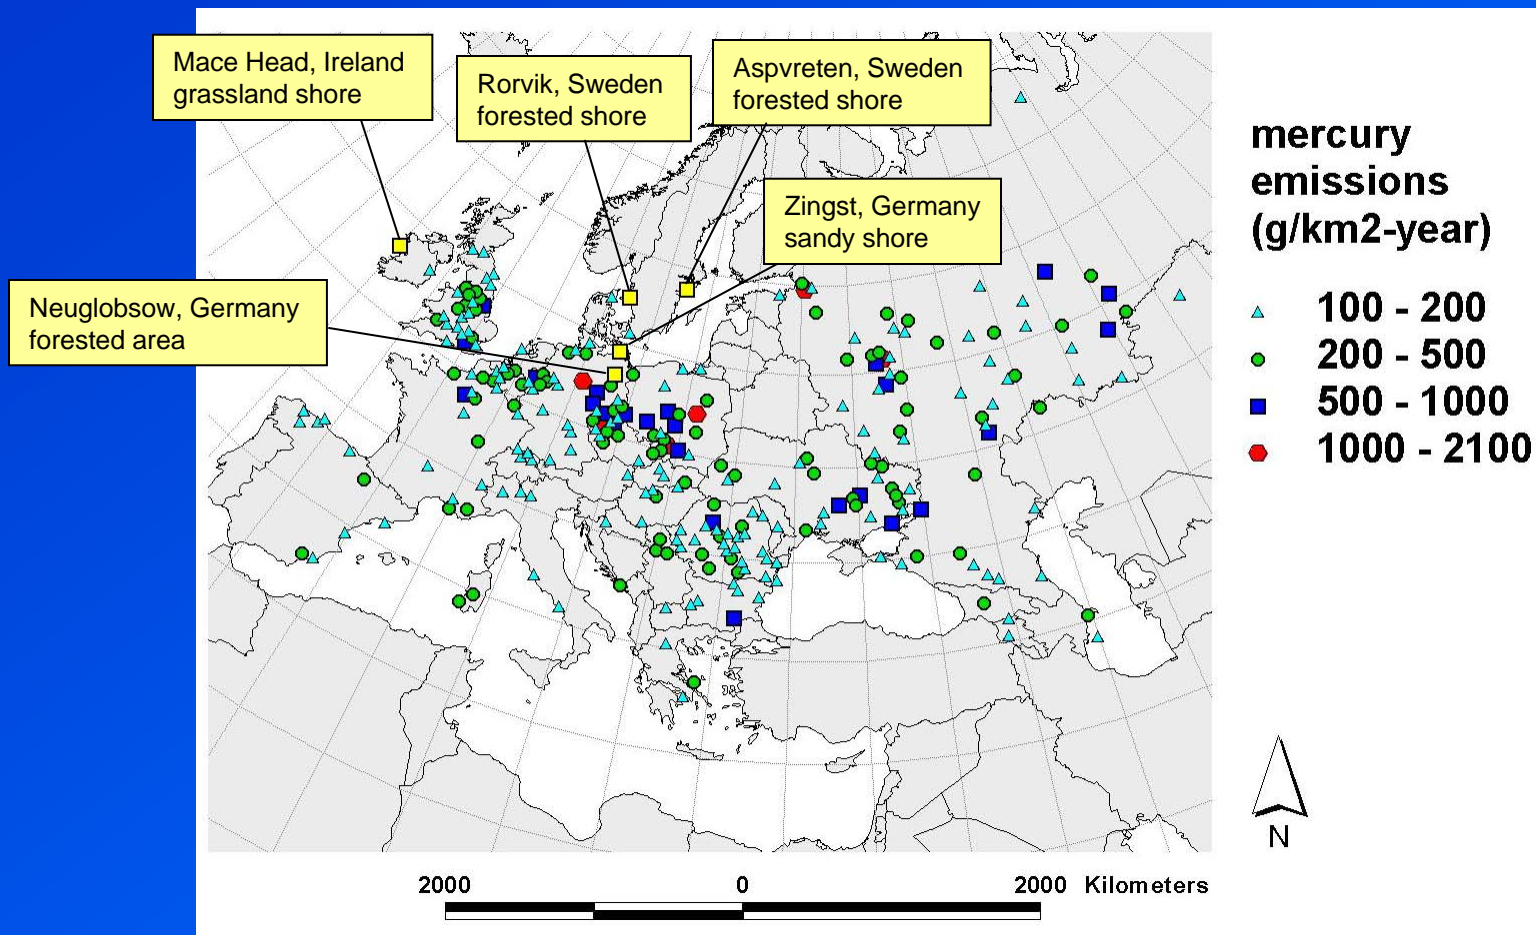 Mace Head, Ireland
grassland shore
Rorvik, Sweden
forested shore
Aspvreten, Sweden
forested shore
Zingst, Germany
sandy shore
Neuglobsow, Germany
forested area
mercury
emissions
(g/km2-year)
100 - 200
200 - 500
500 - 1000
1000 - 2100
N
2000 0 2000 Kilometers